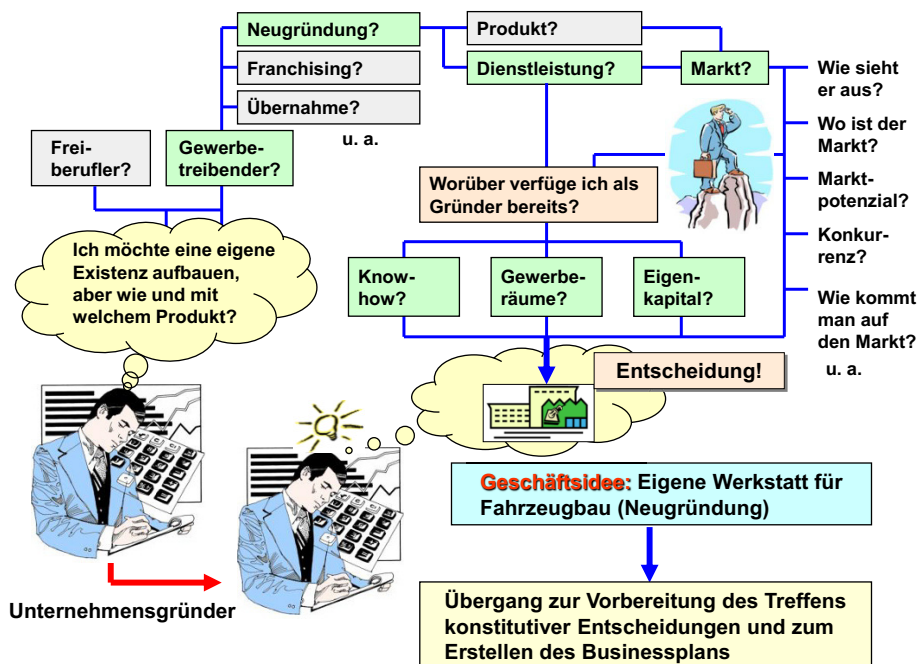 Neugründung?
Franchising?
Übernahme?
u. a.
Produkt?
Dienstleistung?
Markt?
Wie sieht
er aus?
Wo ist der
Markt?
Markt-
potenzial?
Konkur-
renz?
Wie kommt
man auf
den Markt?
u. a.
Frei-
berufler?
Gewerbe-
treibender?
Worüber verfüge ich als
Gründer bereits?
Ich möchte eine eigene
Existenz aufbauen,
aber wie und mit
welchem Produkt?
Know-
how?
Gewerbe-
räume?
Eigen-
kapital?
Entscheidung!
Geschäftsidee: Eigene Werkstatt für
Fahrzeugbau (Neugründung)
Unternehmensgründer
Übergang zur Vorbereitung des Treffens
konstitutiver Entscheidungen und zum
Erstellen des Businessplans